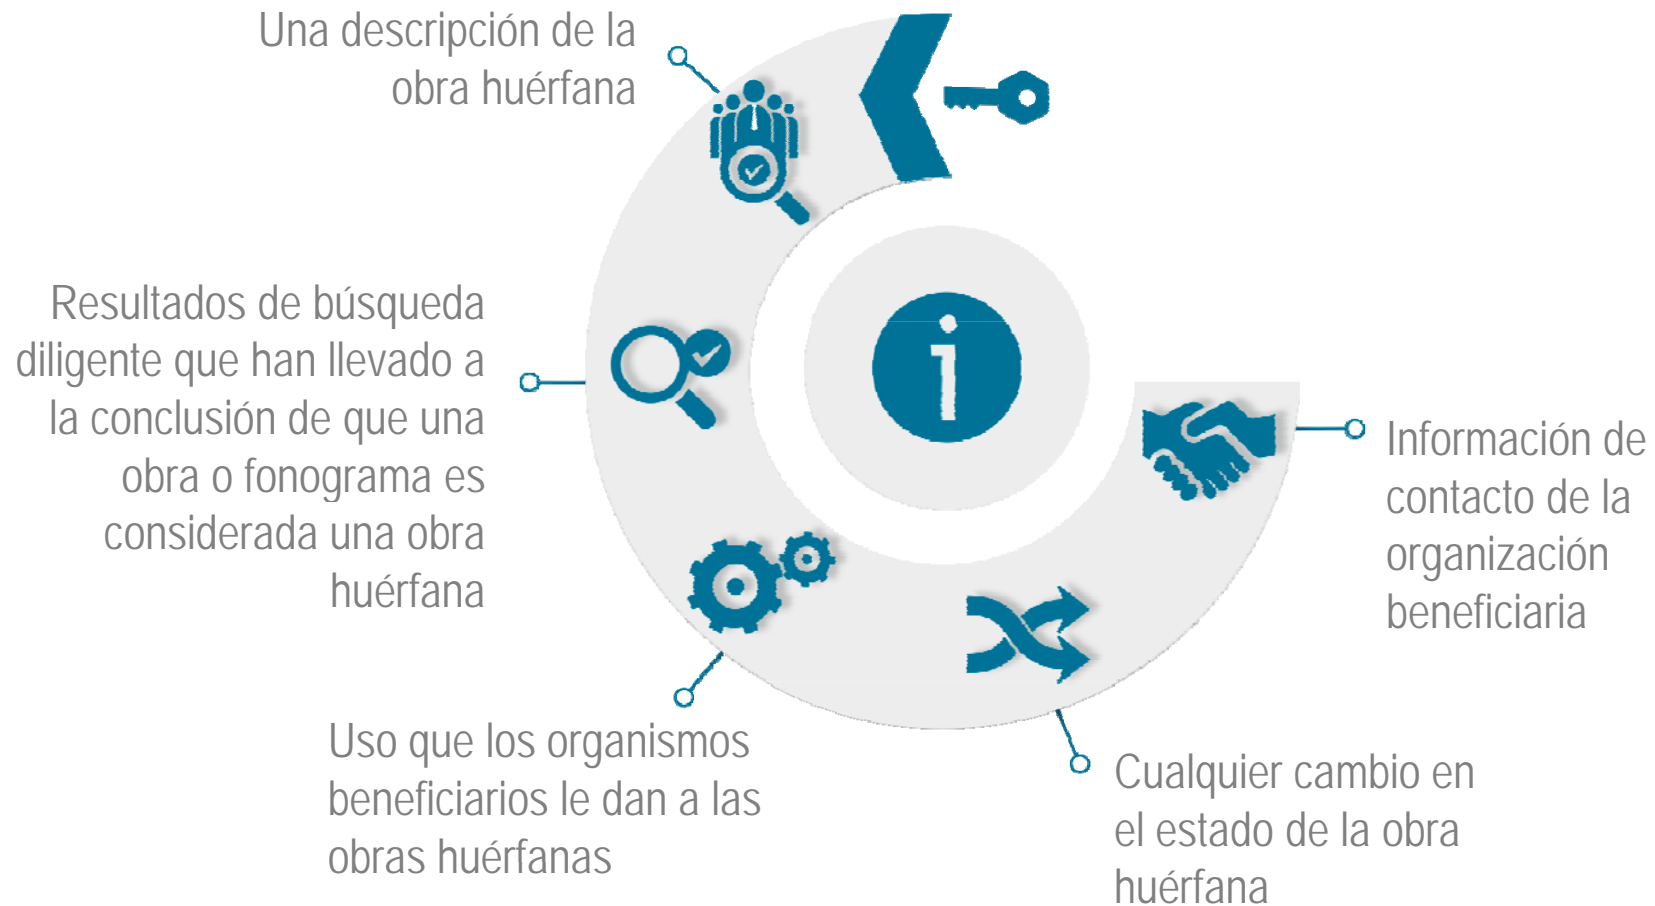 Una descripción de la
obra huérfana
Resultados de búsqueda
diligente que han llevado a
la conclusión de que una
obra o fonograma es
considerada una obra
huérfana
Uso que los organismos
beneficiarios le dan a las
obras huérfanas
Cualquier cambio en
el estado de la obra
huérfana
Información de
contacto de la
organización
beneficiaria
i